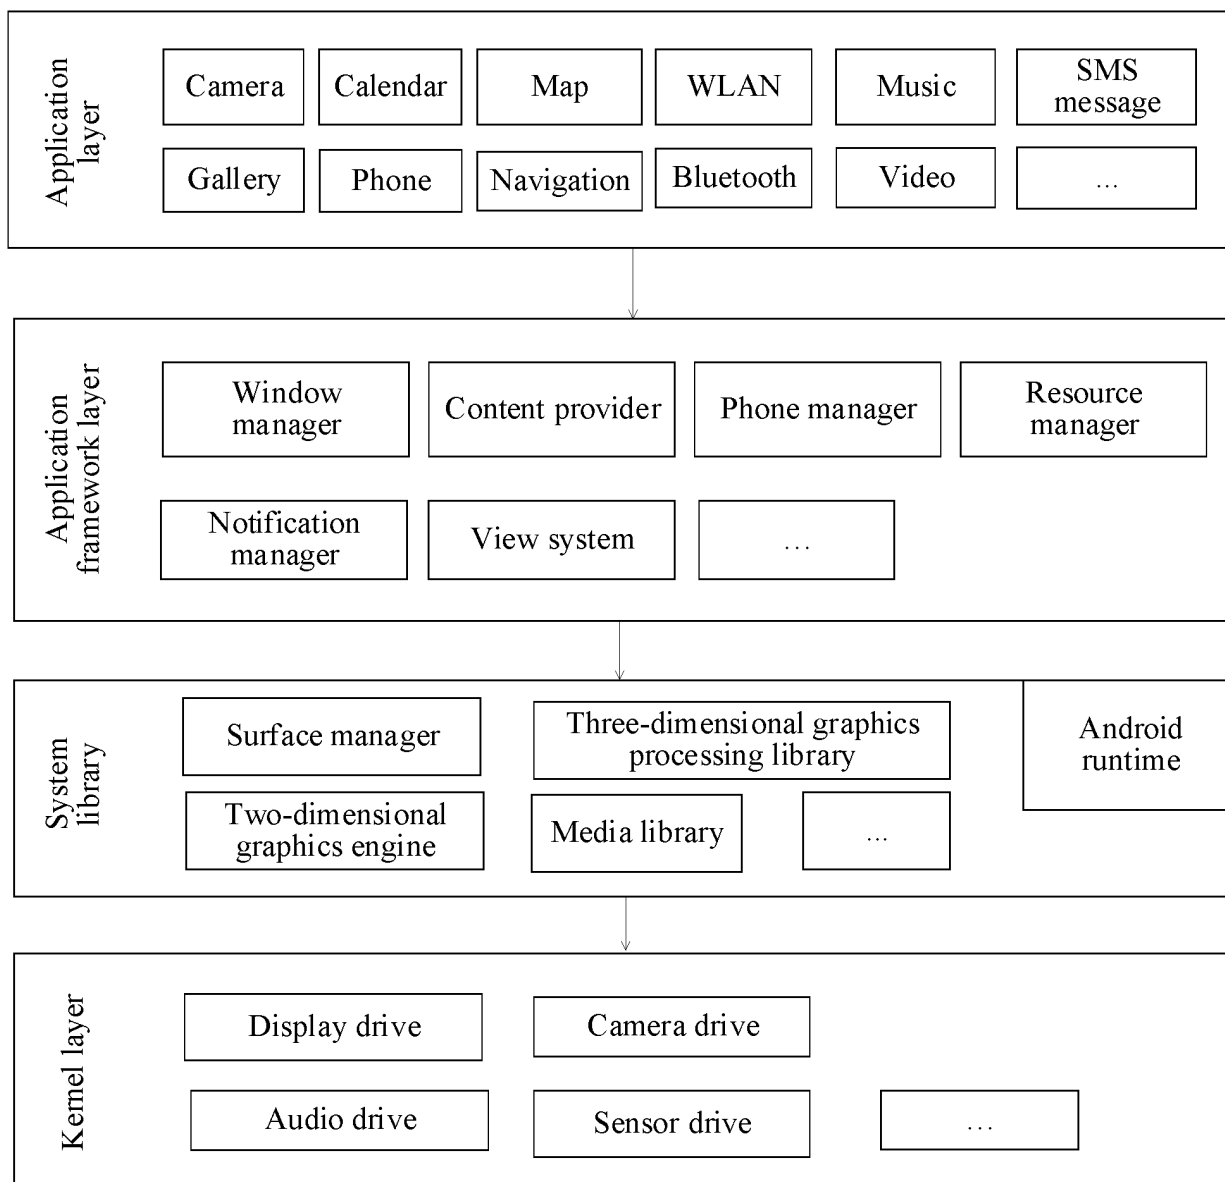 Application
layer
Camera
Calendar
Map
WLAN
Music
SMS
message
Gallery
Phone
Navigation
Bluetooth
Video
...
Application
framework layer
Window
manager
Content provider
Phone manager
Resource
manager
Notification
manager
View system
...
System
library
Surface manager
Three-dimensional graphics
processing library
Android
runtime
Two-dimensional
graphics engine
Media library
...
Kernel layer
Display drive
Camera drive
Audio drive
Sensor drive
...